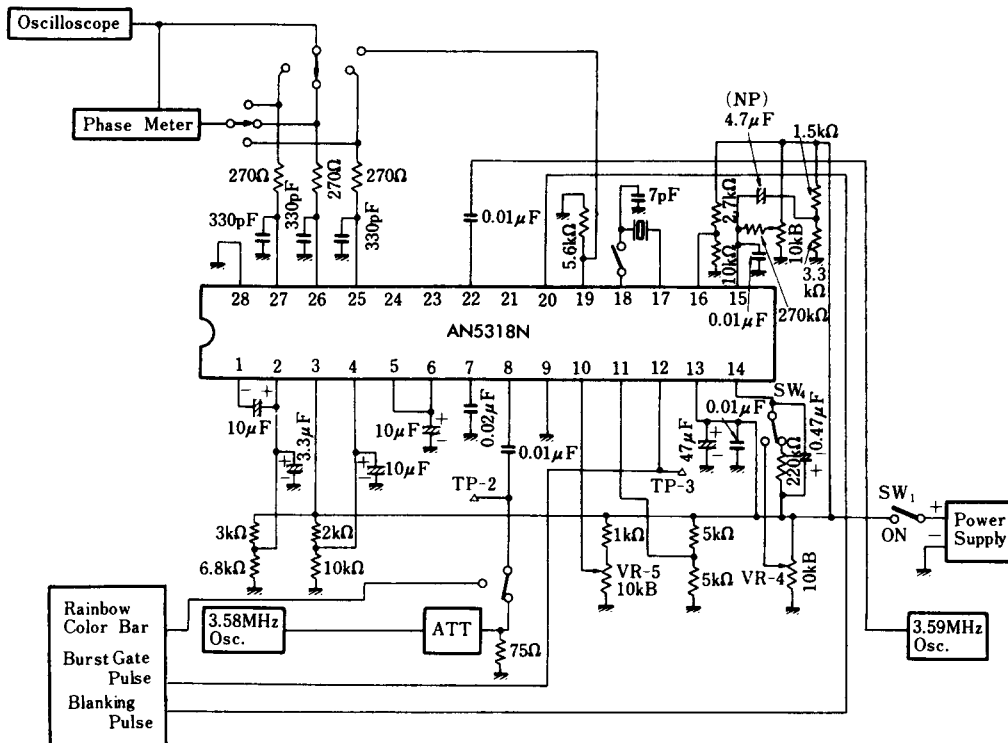 Oscilloscope
Phase Meter
(NP)
4.7μF
1.5kΩ
270Ω
270Ω
270Ω
330pF
330pF
330pF
0.01μF
5.6kΩ
7pF
2.7kΩ
10kΩ
10kB
3.3
kΩ
0.01μF
270kΩ
28 27 26 25 24 23 22 21 20 19 18 17 16 15
AN5318N
1 2 3 4 5 6 7 8 9 10 11 12 13 14
- +
10μF
+
-
3.3μF
+
-
10μF
10μF
+
-
0.02μF
0.01μF
TP-2
TP-3
47μF
+
-
0.01μF
SW4
220kΩ
0.47μF
+
SW1
ON
+
-
Power
Supply
3kΩ
6.8kΩ
2kΩ
10kΩ
1kΩ
VR-5
10kB
5kΩ
5kΩ
VR-4
10kB
Rainbow
Color Bar
Burst Gate
Pulse
Blanking
Pulse
3.58MHz
Osc.
ATT
75Ω
3.59MHz
Osc.